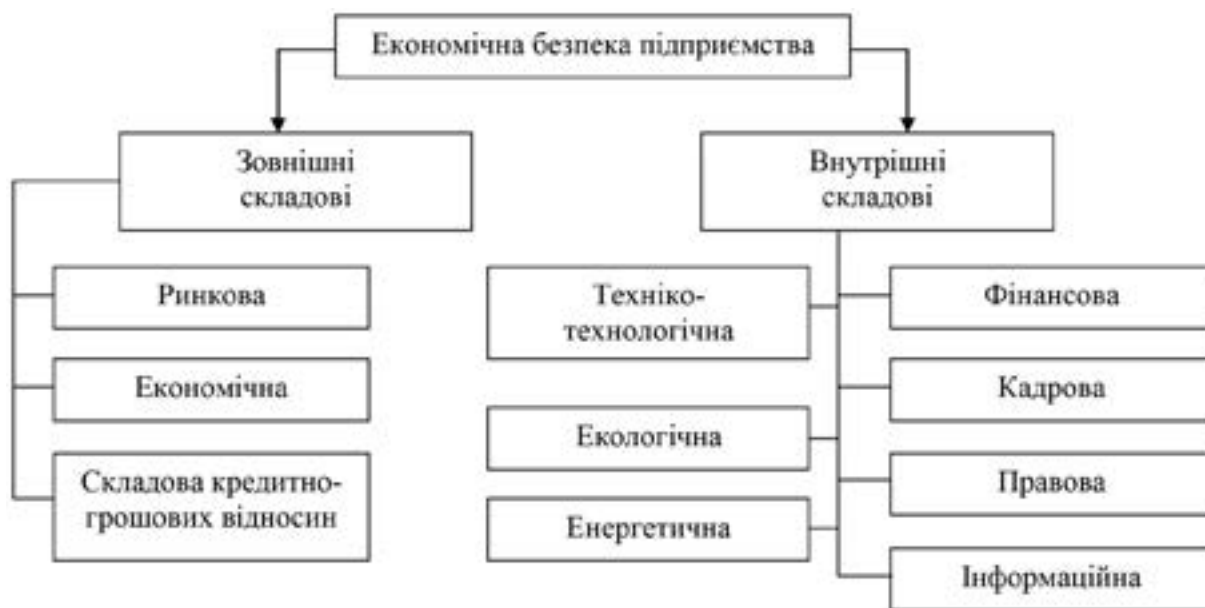 Економічна безпека підприємства
Зовнішні
складові
Внутрішні
складові
Ринкова
Економічна
Складова кредитно-
грошових відносин
Техніко-
технологічна
Екологічна
Енергетична
Фінансова
Кадрова
Правова
Інформаційна